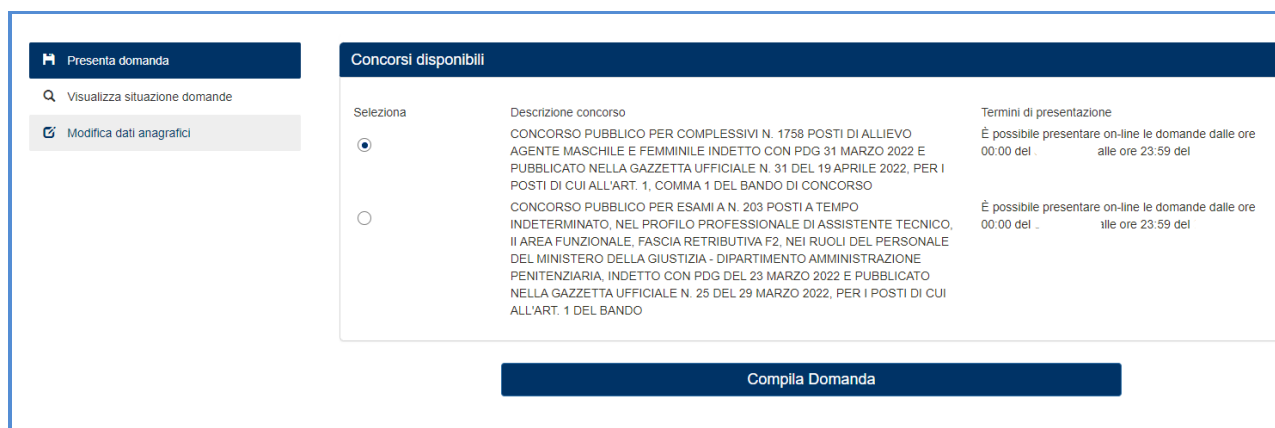 Presenta domanda
Visualizza situazione domande
Modifica dati anagrafici
Concorsi disponibili
Seleziona
Descrizione concorso
Termini di presentazione
CONCORSO PUBBLICO PER COMPLESSIVI N. 1758 POSTI DI ALLIEVO
AGENTE MASCHILE E FEMMINILE INDETTO CON PDG 31 MARZO 2022 E
PUBBLICATO NELLA GAZZETTA UFFICIALE N. 31 DEL 19 APRILE 2022, PER I
POSTI DI CUI ALL'ART. 1, COMMA 1 DEL BANDO DI CONCORSO
È possibile presentare on-line le domande dalle ore
00:00 del alle ore 23:59 del
CONCORSO PUBBLICO PER ESAMI A N. 203 POSTI A TEMPO
INDETERMINATO, NEL PROFILO PROFESSIONALE DI ASSISTENTE TECNICO,
II AREA FUNZIONALE, FASCIA RETRIBUTIVA F2, NEI RUOLI DEL PERSONALE
DEL MINISTERO DELLA GIUSTIZIA - DIPARTIMENTO AMMINISTRAZIONE
PENITENZIARIA, INDETTO CON PDG DEL 23 MARZO 2022 E PUBBLICATO
NELLA GAZZETTA UFFICIALE N. 25 DEL 29 MARZO 2022, PER I POSTI DI CUI
ALL'ART. 1 DEL BANDO
È possibile presentare on-line le domande dalle ore
00:00 del ore 23:59 del
Compila Domanda